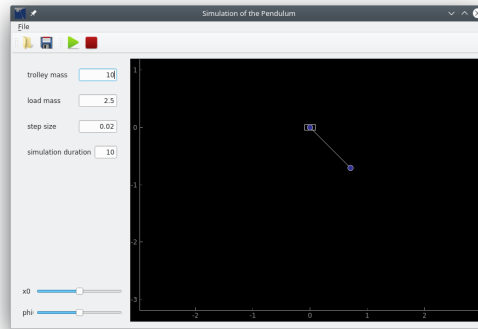 Simulation of the Pendulum
File
trolley mass 10
load mass 2.5
step size 0.02
simulation duration 10
x0
phi
1
0
-1
-2
-3
-2 -1 0 1 2